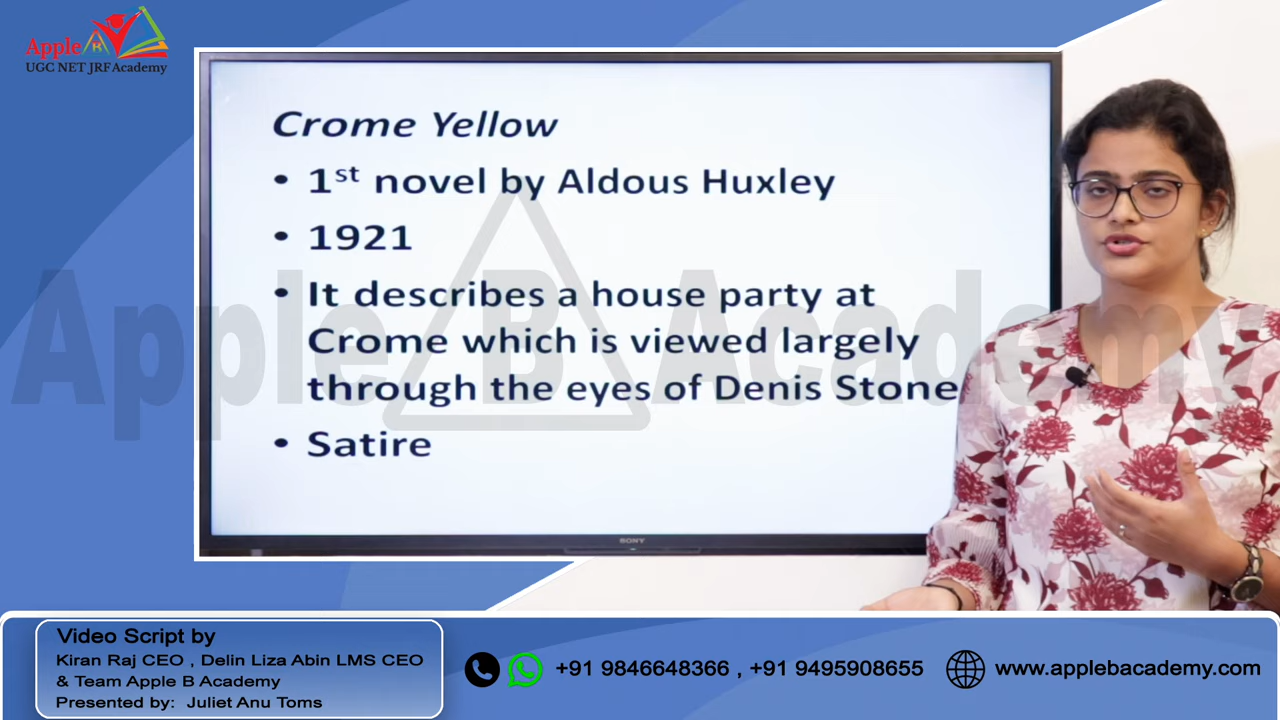 Apple B
UGC NET JRF Academy
Crome Yellow
• 1st novel by Aldous Huxley
• 1921
• It describes a house party at
Crome which is viewed largely
through the eyes of Denis Stone
• Satire
Apple B Academy
SONY
Video Script by
Kiran Raj CEO , Delin Liza Abin LMS CEO
& Team Apple B Academy
Presented by: Juliet Anu Toms
+91 9846648366 , +91 9495908655
www.applebacademy.com